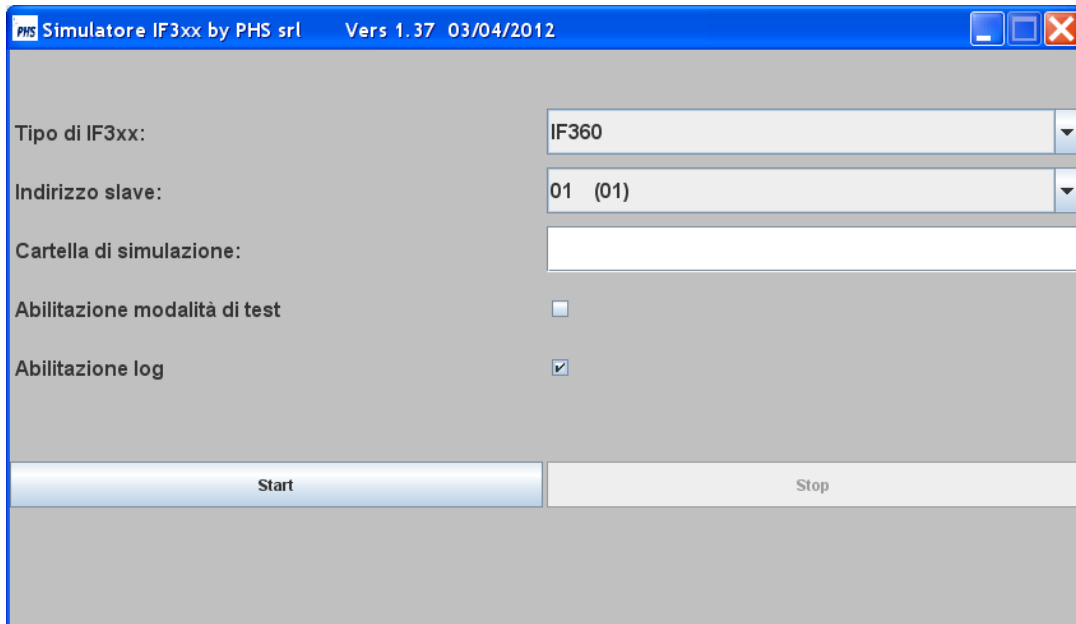 PHS Simulatore IF3xx by PHS srl Vers 1.37 03/04/2012
Tipo di IF3xx: IF360
Indirizzo slave: 01 (01)
Cartella di simulazione:
Abilitazione modalità di test
Abilitazione log
Start Stop